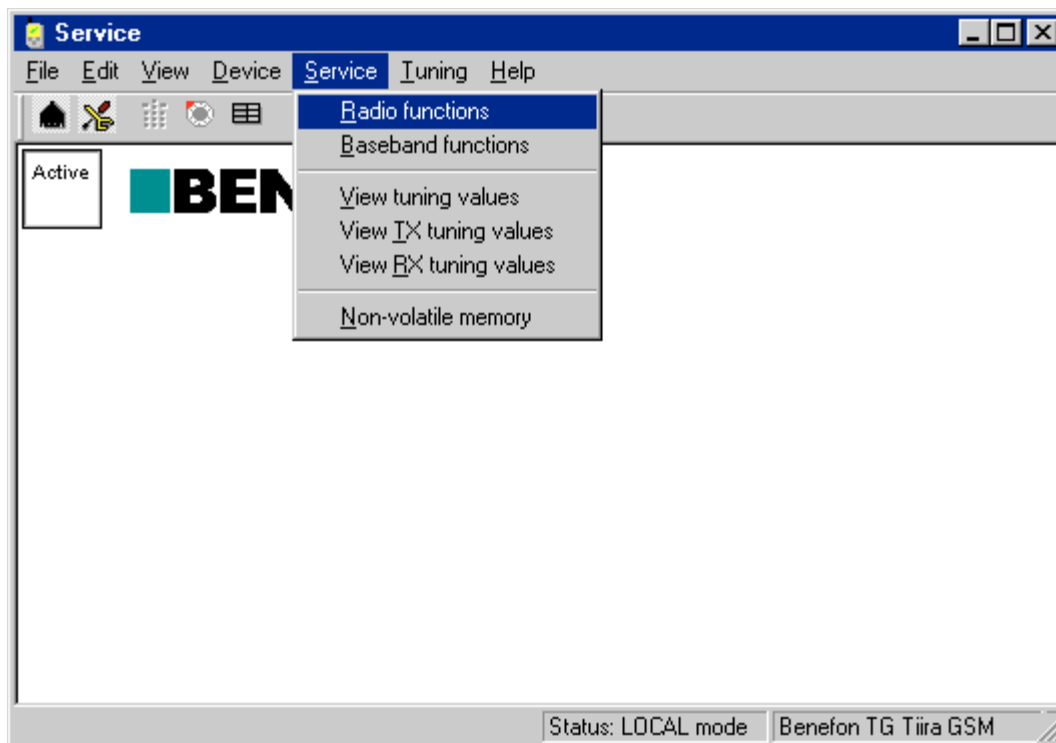 Service
File Edit View Device Service Tuning Help
Radio functions
Baseband functions
Active
BEN
View tuning values
View TX tuning values
View RX tuning values
Non-volatile memory
Status: LOCAL mode Benefon TG Tiira GSM